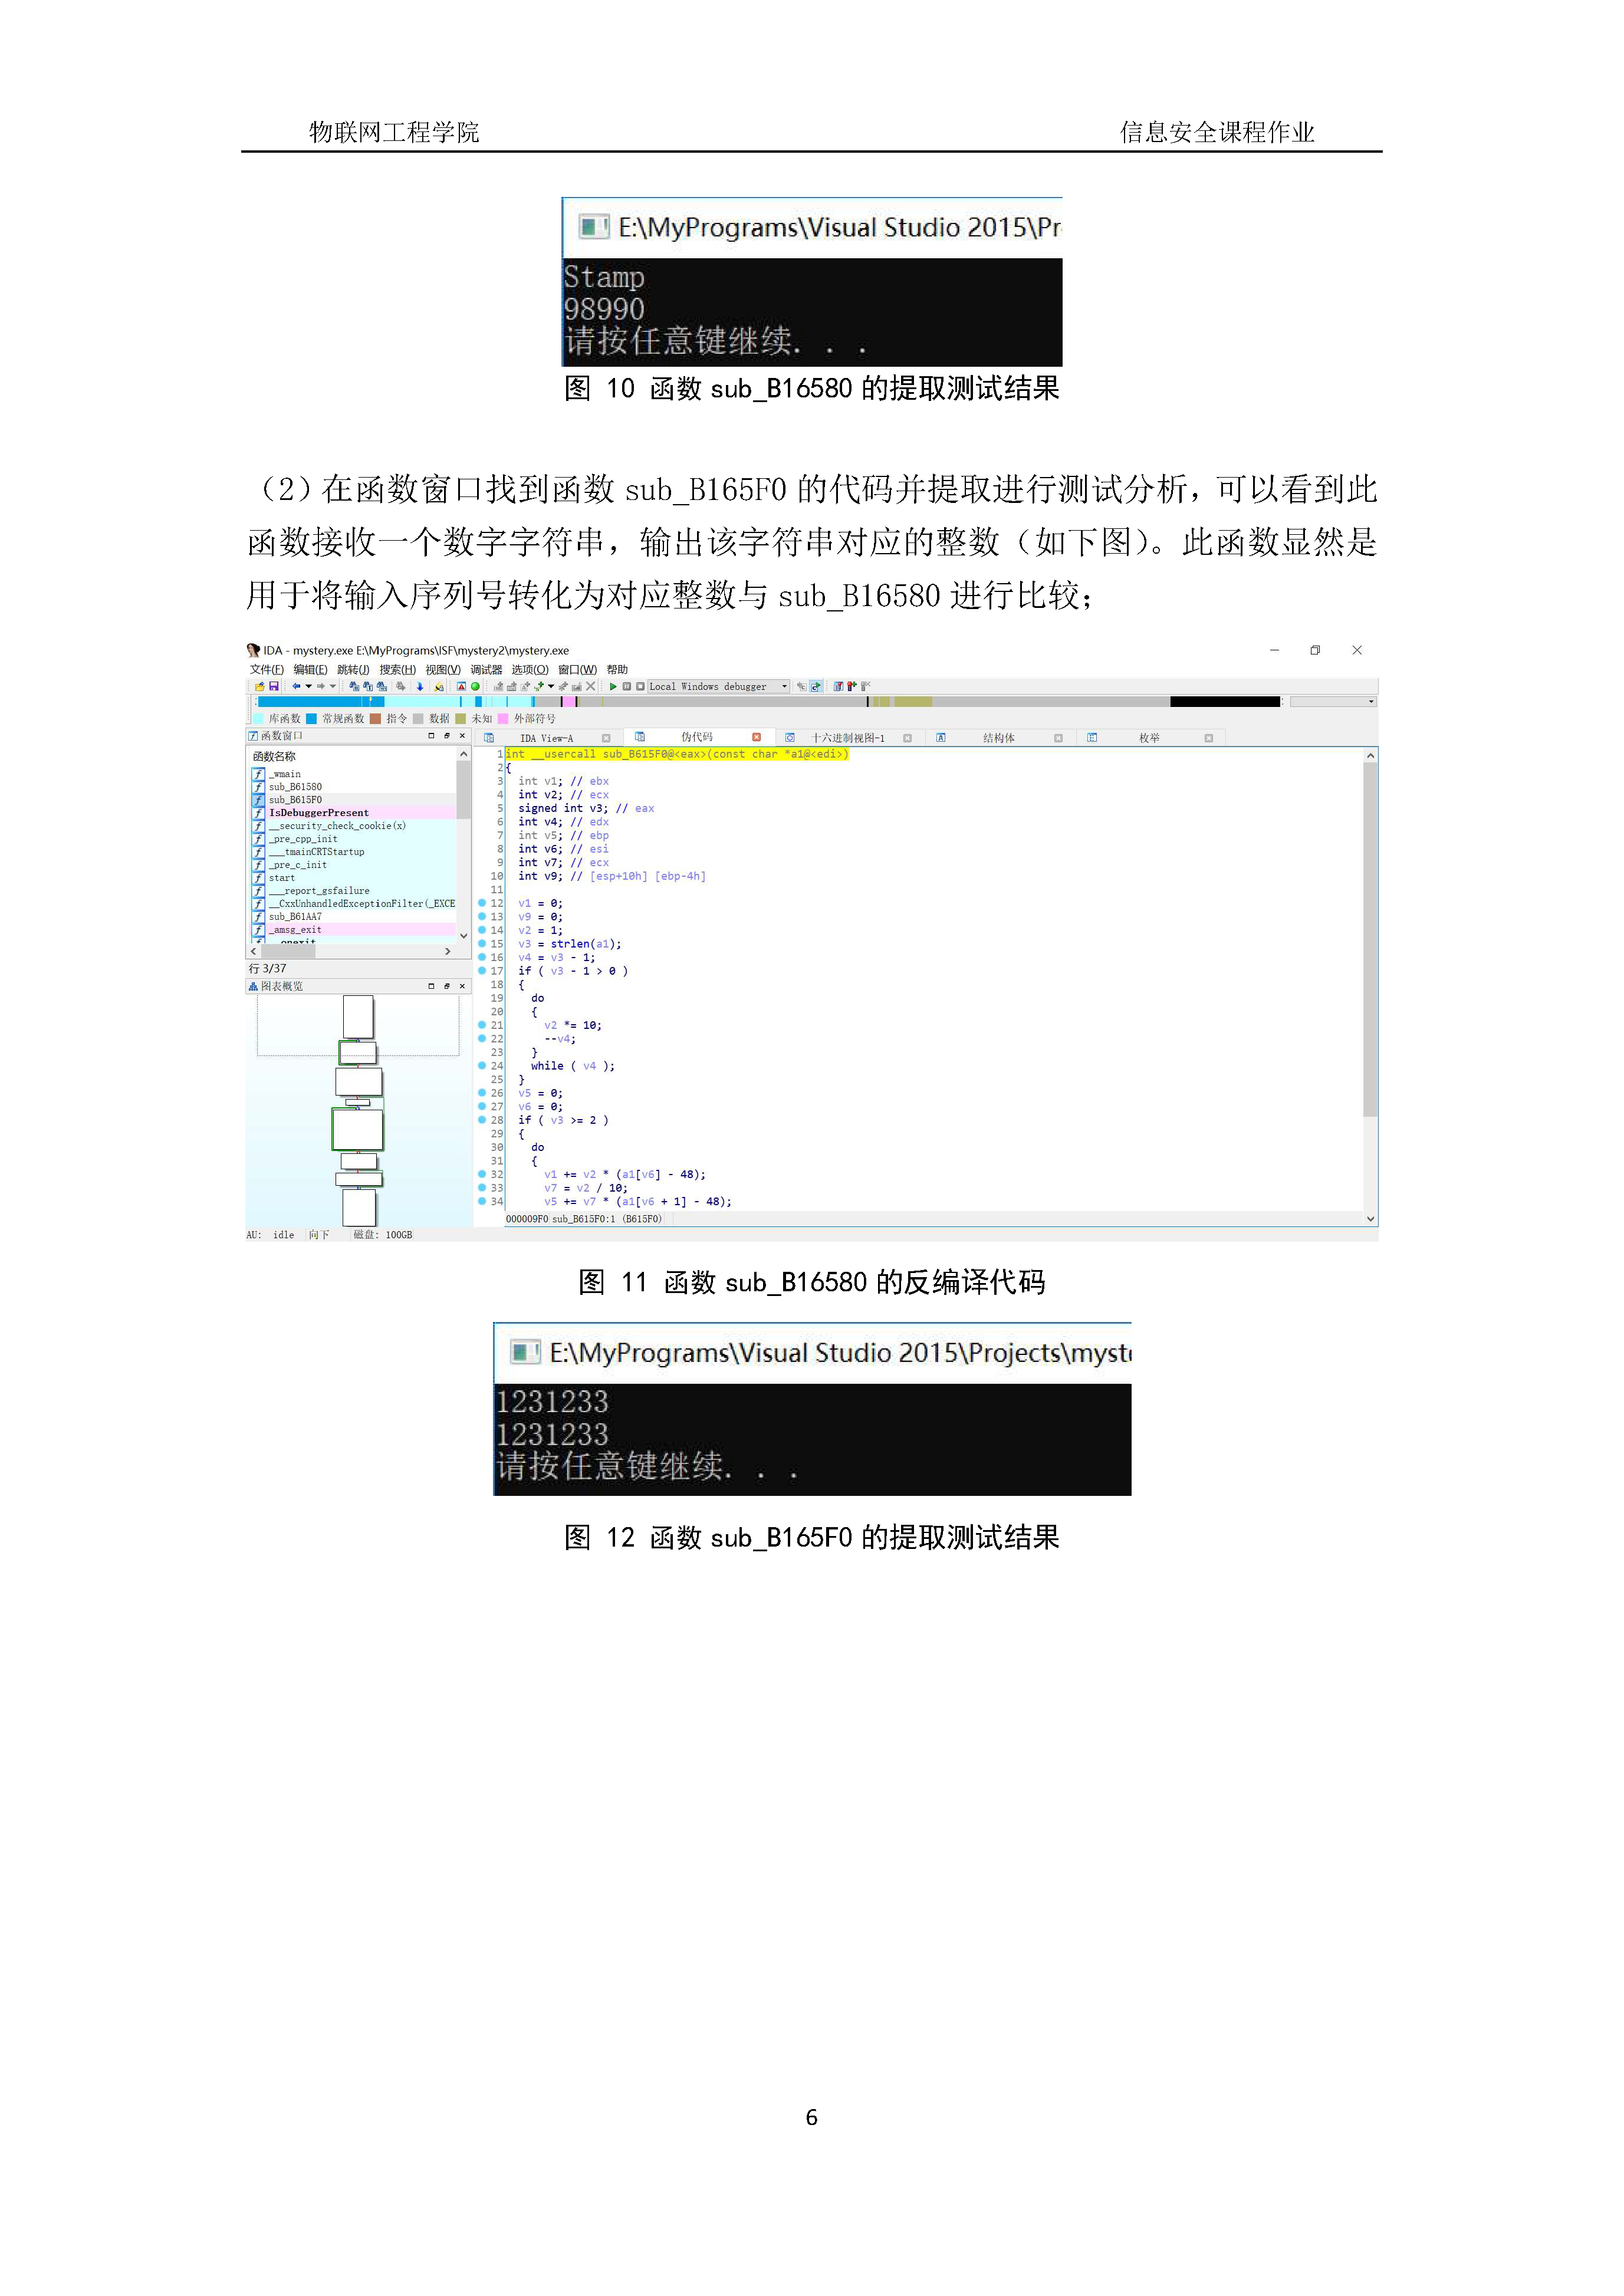 物联网工程学院 信息安全课程作业
E:\MyPrograms\Visual Studio 2015\Pr
Stamp
98990
请按任意键继续. . .
图 10 函数 sub_B16580 的提取测试结果
（2）在函数窗口找到函数 sub_B165F0 的代码并提取进行测试分析，可以看到此
函数接收一个数字字符串，输出该字符串对应的整数（如下图）。此函数显然是
用于将输入序列号转化为对应整数与 sub_B16580 进行比较；
IDA - mystery.exe E:\MyPrograms\ISF\mystery2\mystery.exe
文件(F) 编辑(E) 跳转(J) 搜索(H) 视图(V) 调试器 选项(O) 窗口(W) 帮助
Local Windows debugger
库函数 常规函数 指令 数据 未知 外部符号
函数窗口
IDA View-A 伪代码 十六进制视图-1 结构体 枚举
函数名称
_wmain
sub_B61580
sub_B615F0
IsDebuggerPresent
__security_check_cookie(x)
_pre_cpp_init
___tmainCRTStartup
_pre_c_init
start
___report_gsfailure
__CxxUnhandledExceptionFilter(_EXCE
sub_B61AA7
_amsg_exit
行 3/37
图表概览
1 int __usercall sub_B615F0@<eax>(const char *a1@<edi>)
2 {
3 int v1; // ebx
4 int v2; // ecx
5 signed int v3; // eax
6 int v4; // edx
7 int v5; // ebp
8 int v6; // esi
9 int v7; // ecx
10 int v9; // [esp+10h] [ebp-4h]
11
12 v1 = 0;
13 v9 = 0;
14 v2 = 1;
15 v3 = strlen(a1);
16 v4 = v3 - 1;
17 if ( v3 - 1 > 0 )
18 {
19 do
20 {
21 v2 *= 10;
22 --v4;
23 }
24 while ( v4 );
25 }
26 v5 = 0;
27 v6 = 0;
28 if ( v3 >= 2 )
29 {
30 do
31 {
32 v1 += v2 * (a1[v6] - 48);
33 v7 = v2 / 10;
34 v5 += v7 * (a1[v6 + 1] - 48);
000009F0 sub_B615F0:1 (B615F0)
AU: idle 向下 磁盘: 100GB
图 11 函数 sub_B16580 的反编译代码
E:\MyPrograms\Visual Studio 2015\Projects\myst
1231233
1231233
请按任意键继续. . .
图 12 函数 sub_B165F0 的提取测试结果
6